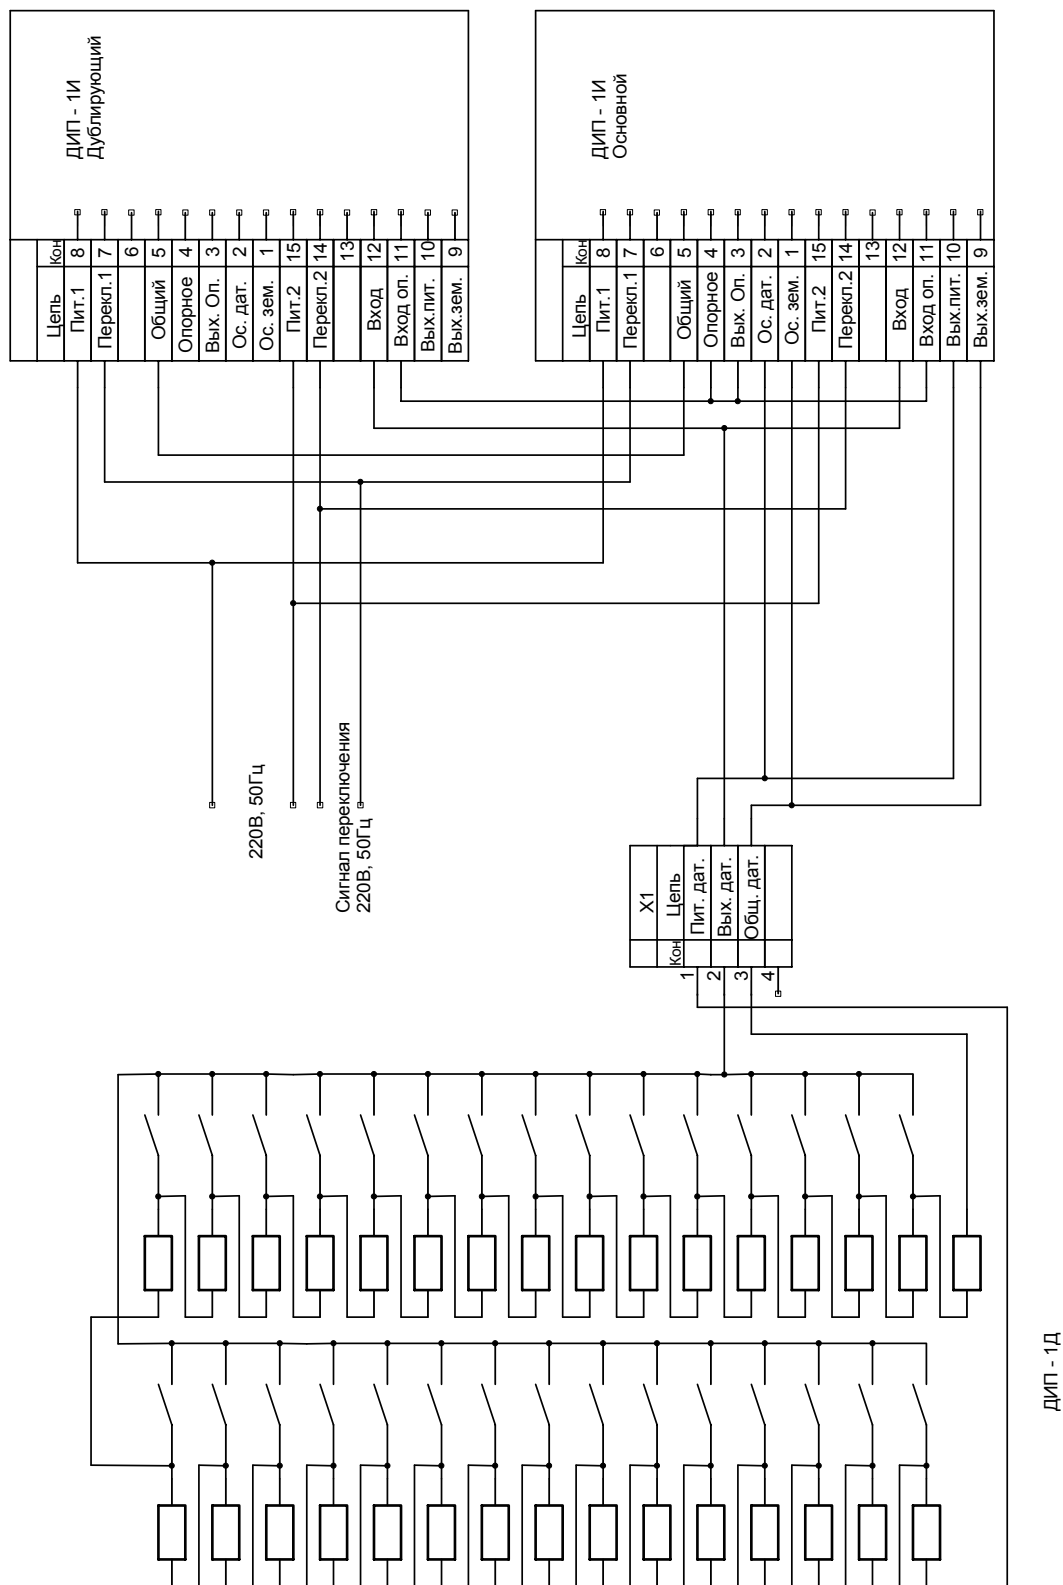 ДИП - 1И
Дублирующий
Кон
Цепь
8
Пит.1
7
Перекл.1
6
5
Общий
4
Опорное
3
Вых. Оп.
2
Ос. дат.
1
Ос. зем.
15
Пит.2
14
Перекл.2
13
12
Вход
11
Вход оп.
10
Вых.пит.
9
Вых.зем.
ДИП - 1И
Основной
Кон
Цепь
8
Пит.1
7
Перекл.1
6
5
Общий
4
Опорное
3
Вых. Оп.
2
Ос. дат.
1
Ос. зем.
15
Пит.2
14
Перекл.2
13
12
Вход
11
Вход оп.
10
Вых.пит.
9
Вых.зем.
220В, 50Гц
Сигнал переключения
220В, 50Гц
X1
Кон
Цепь
1
Пит. дат.
2
Вых. дат.
3
Общ. дат.
4
ДИП - 1Д